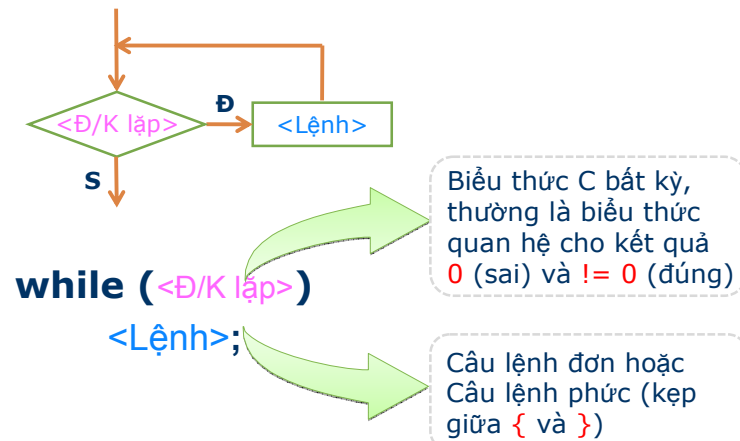 Đ
<Đ/K lặp>
<Lệnh>
S
Biểu thức C bất kỳ,
thường là biểu thức
quan hệ cho kết quả
0 (sai) và != 0 (đúng)
while (<Đ/K lặp>)
<Lệnh>;
Câu lệnh đơn hoặc
Câu lệnh phức (kẹp
giữa { và })